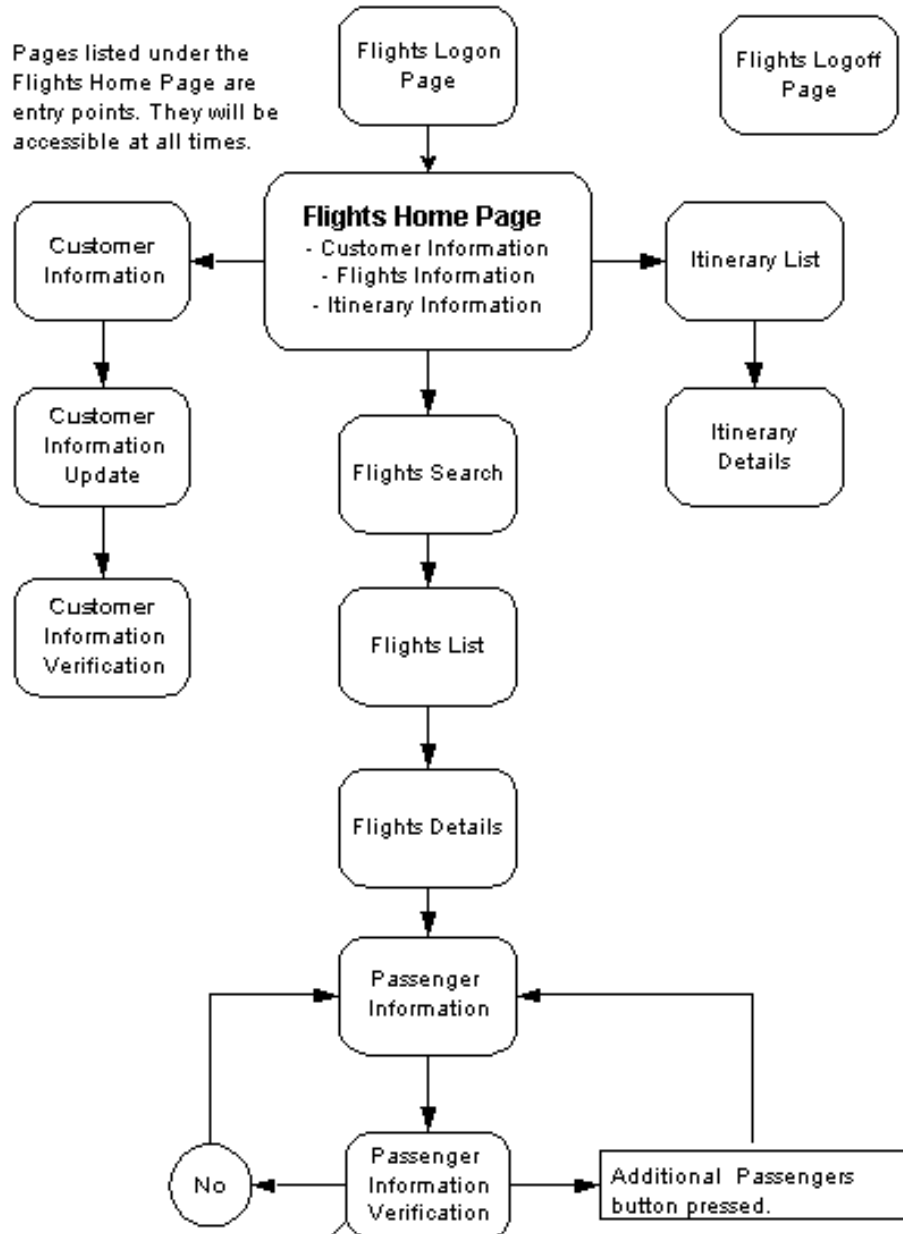 Pages listed under the
Flights Home Page are
entry points. They will be
accessible at all times.
Flights Logon
Page
Flights Logoff
Page
Flights Home Page
- Customer Information
- Flights Information
- Itinerary Information
Customer
Information
Itinerary List
Customer
Information
Update
Itinerary
Details
Flights Search
Customer
Information
Verification
Flights List
Flights Details
Passenger
Information
No
Passenger
Information
Verification
Additional Passengers
button pressed.